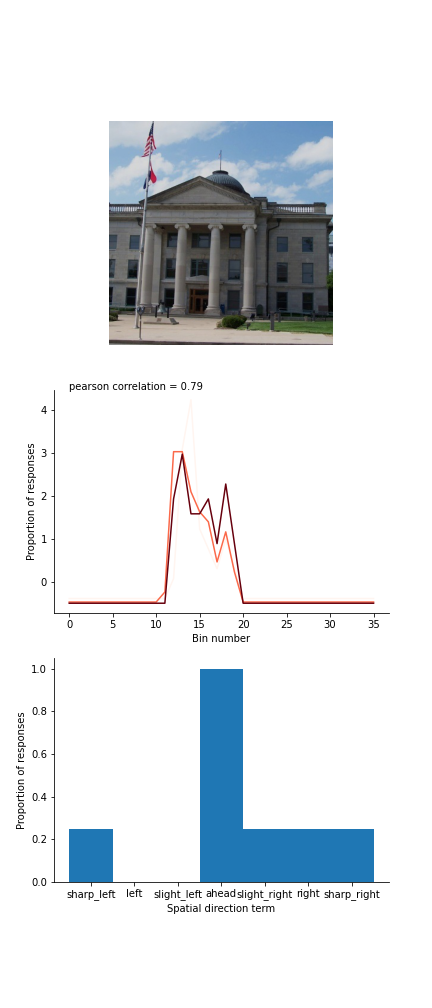 pearson correlation = 0.79
4
3
2
1
0
Proportion of responses
0 5 10 15 20 25 30 35
Bin number
1.0
0.8
0.6
0.4
0.2
0.0
Proportion of responses
sharp_left left slight_left ahead slight_right right sharp_right
Spatial direction term